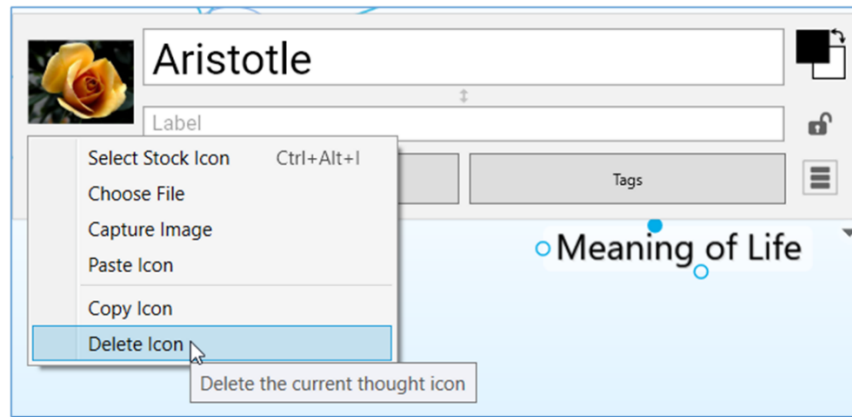 Aristotle
Label
Select Stock Icon Ctrl+Alt+I
Choose File
Tags
Capture Image
Paste Icon
Meaning of Life
Copy Icon
Delete Icon
Delete the current thought icon